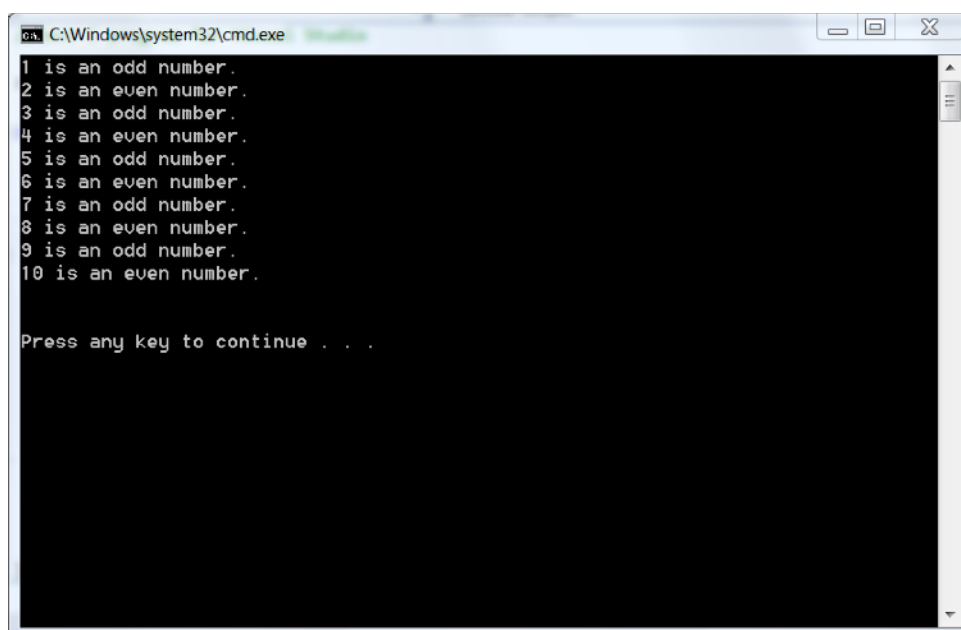 C:\Windows\system32\cmd.exe
1 is an odd number.
2 is an even number.
3 is an odd number.
4 is an even number.
5 is an odd number.
6 is an even number.
7 is an odd number.
8 is an even number.
9 is an odd number.
10 is an even number.
Press any key to continue . . .